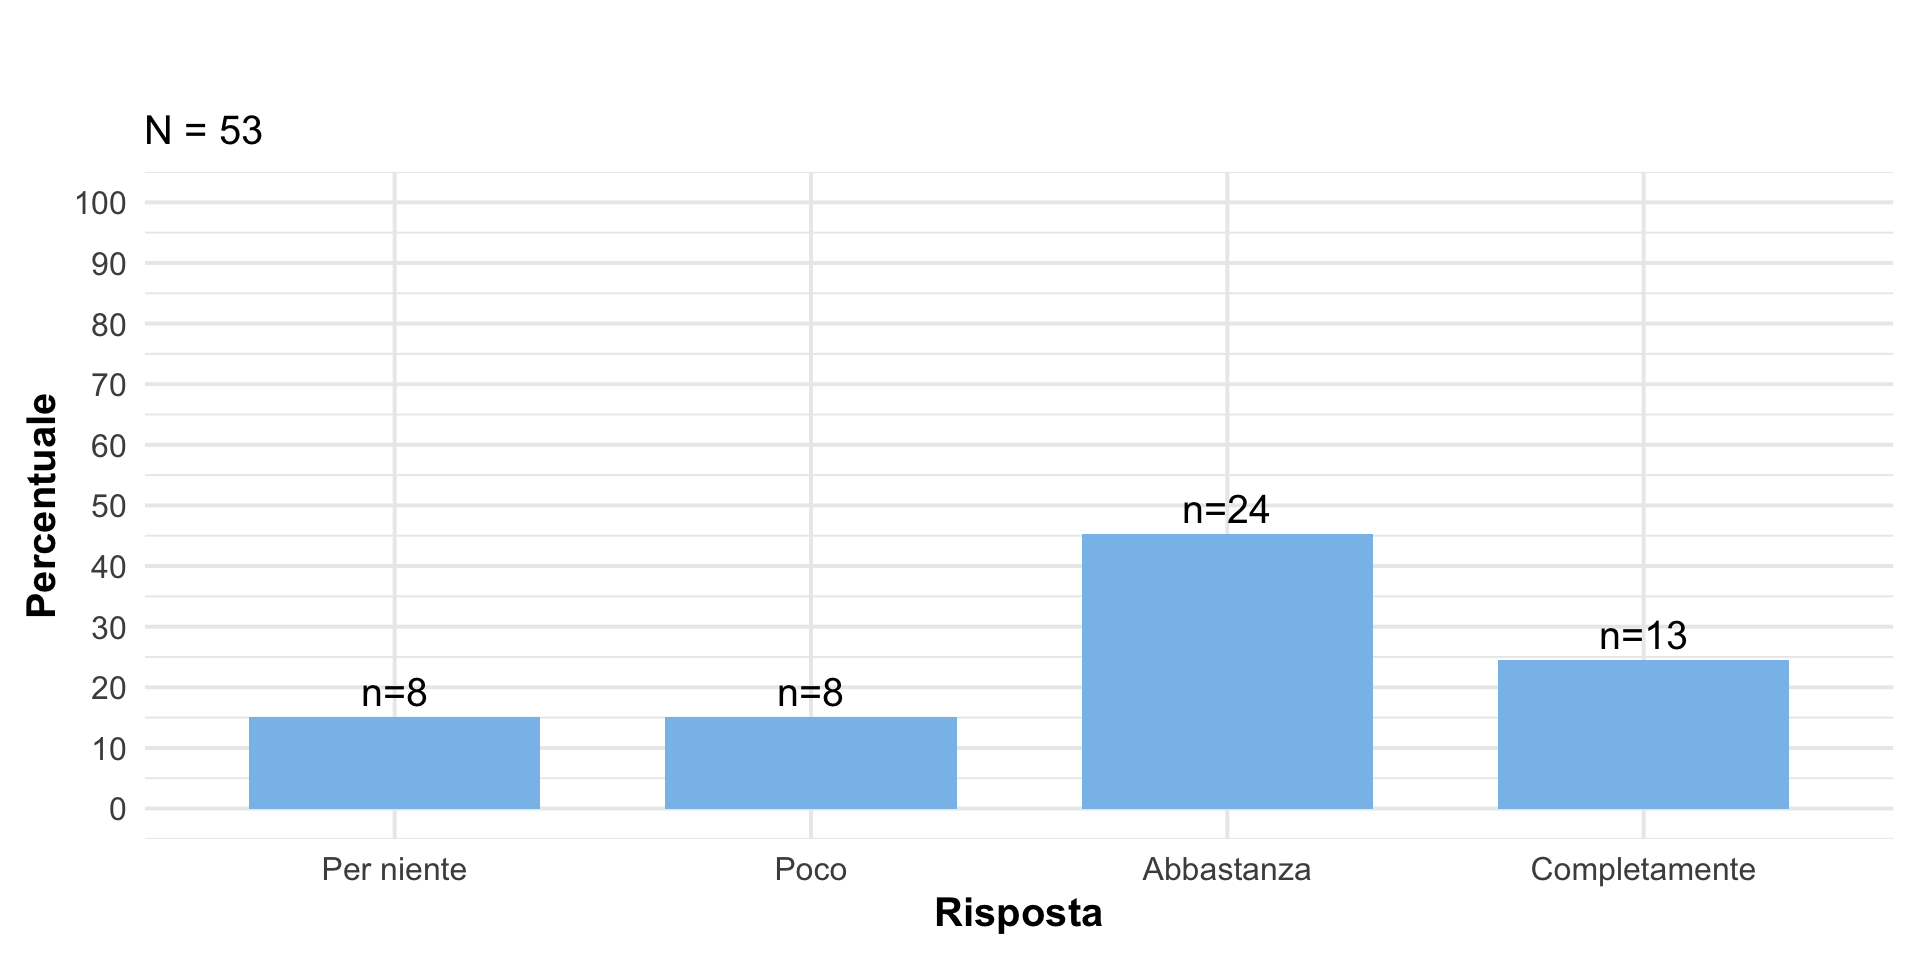 N = 53
Percentuale
100
90
80
70
60
50
40
30
20
10
0
n=8
n=8
n=24
n=13
Per niente
Poco
Abbastanza
Completamente
Risposta